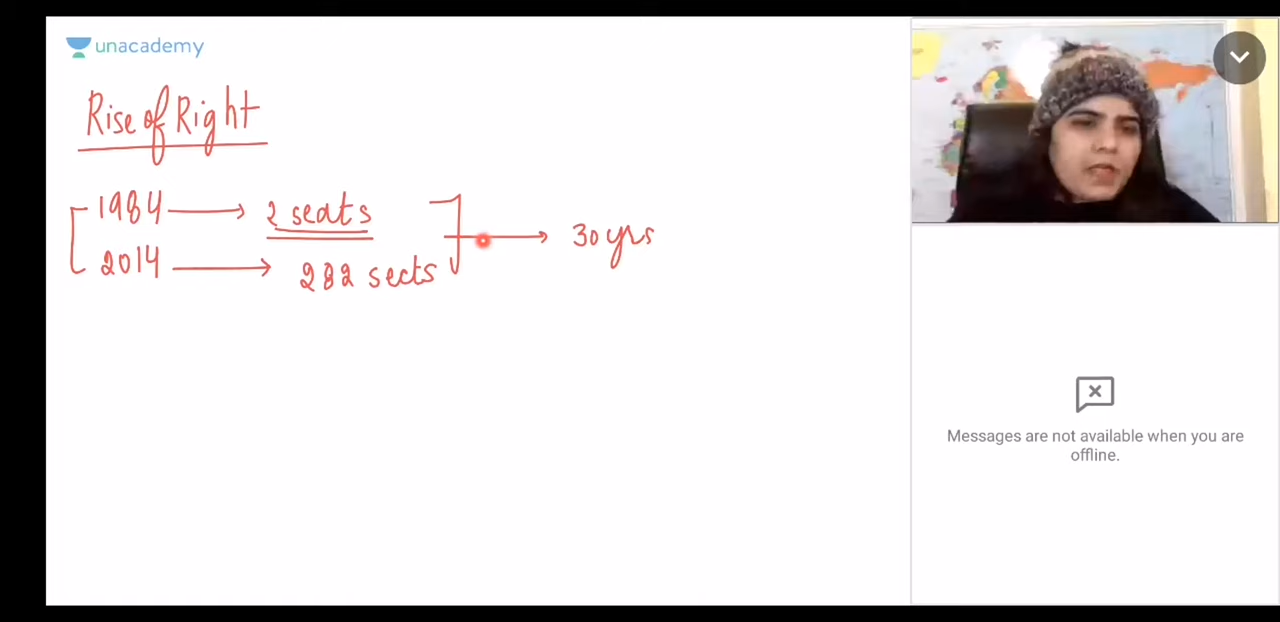 unacademy
Rise of Right
1984 → 2 seats
2014 → 282 seats
30 yrs
Messages are not available when you are
offline.